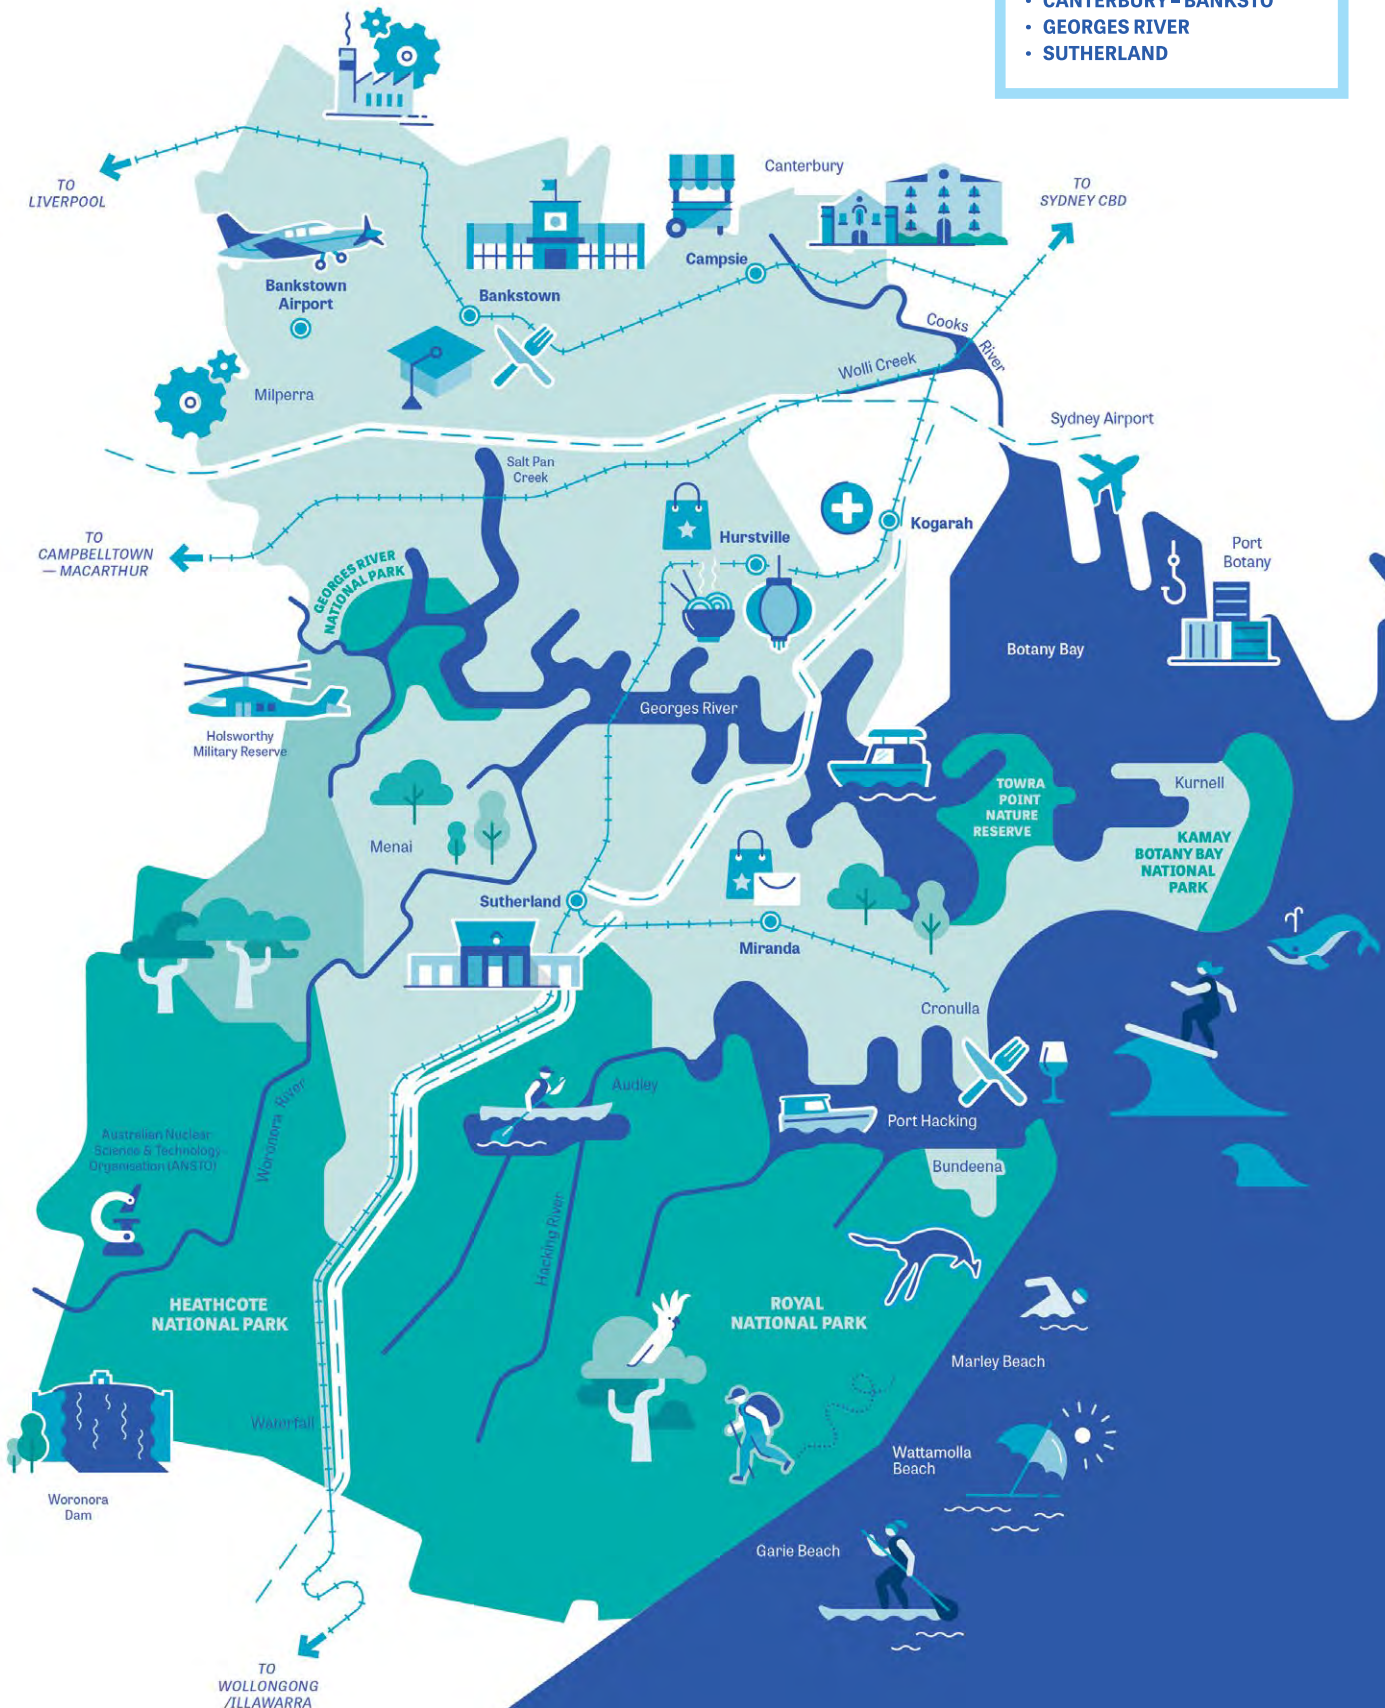 CANTERBURY – BANKSTO
• GEORGES RIVER
• SUTHERLAND
TO
LIVERPOOL
Canterbury
TO
SYDNEY CBD
Campsie
Bankstown
Airport
Bankstown
Cooks
River
Wolli Creek
Milperra
Sydney Airport
Salt Pan
Creek
TO
CAMPBELLTOWN
— MACARTHUR
Kogarah
Hurstville
Port
Botany
GEORGES RIVER
NATIONAL PARK
Botany Bay
Georges River
Holsworthy
Military Reserve
TOWRA
POINT
NATURE
RESERVE
Kurnell
KAMAY
BOTANY BAY
NATIONAL
PARK
Menai
Sutherland
Miranda
Cronulla
Audley
Woronora River
Port Hacking
Australian Nuclear
Science & Technology
Organisation (ANSTO)
Bundeena
Hacking River
HEATHCOTE
NATIONAL PARK
ROYAL
NATIONAL PARK
Marley Beach
Waterfall
Wattamolla
Beach
Woronora
Dam
Garie Beach
TO
WOLLONGONG
/ILLAWARRA